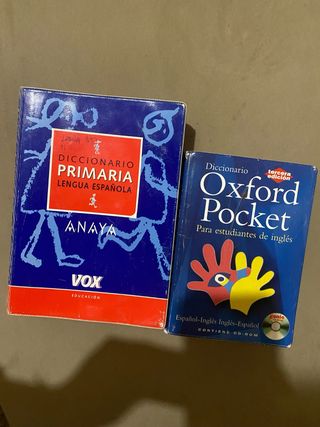 DICCIONARIO
PRIMARIA
LENGUA ESPAÑOLA
ANAYA
VOX
EDUCACIÓN
Diccionario
tercera
edición
Oxford
Pocket
Para estudiantes de inglés
Español-Inglés Inglés-Español
CONTIENE CD-ROM